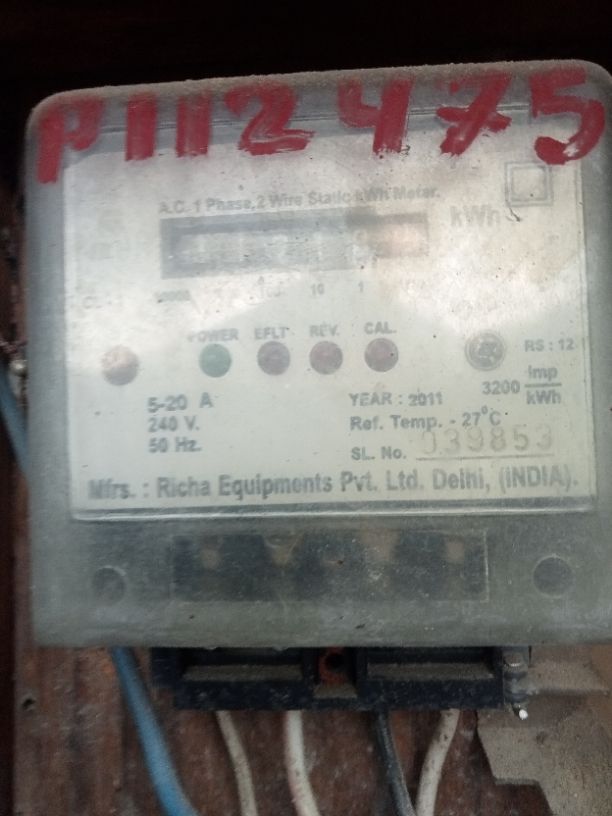 P112475
A.C. 1 Phase, 2 Wire Static kWh Meter.
kWh
10 1
POWER EFLT REV. CAL.
RS : 12
5-20 A
240 V.
50 Hz.
YEAR : 2011
3200 imp/kWh
Ref. Temp. - 27°C
SL. No. 039853
Mfrs. : Richa Equipments Pvt. Ltd. Delhi, (INDIA).